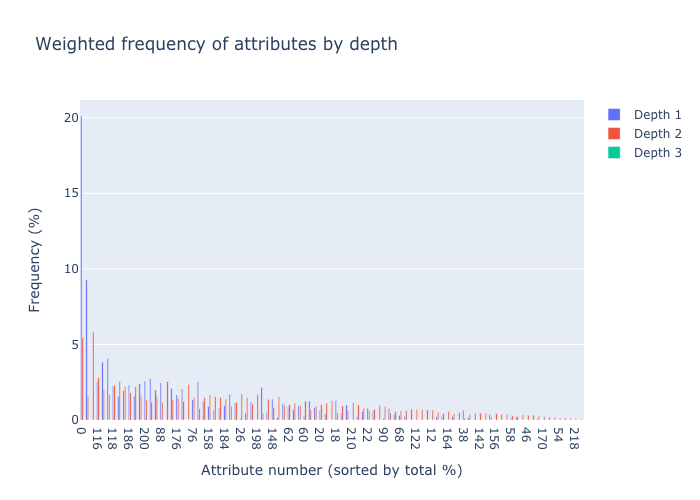 Weighted frequency of attributes by depth
Depth 1
Depth 2
Depth 3
20
15
10
5
0
Frequency (%)
0 116 118 186 200 88 176 76 158 184 26 198 148 62 60 20 18 210 22 90 68 12 164 38 142 156 58 46 170 54 218
Attribute number (sorted by total %)